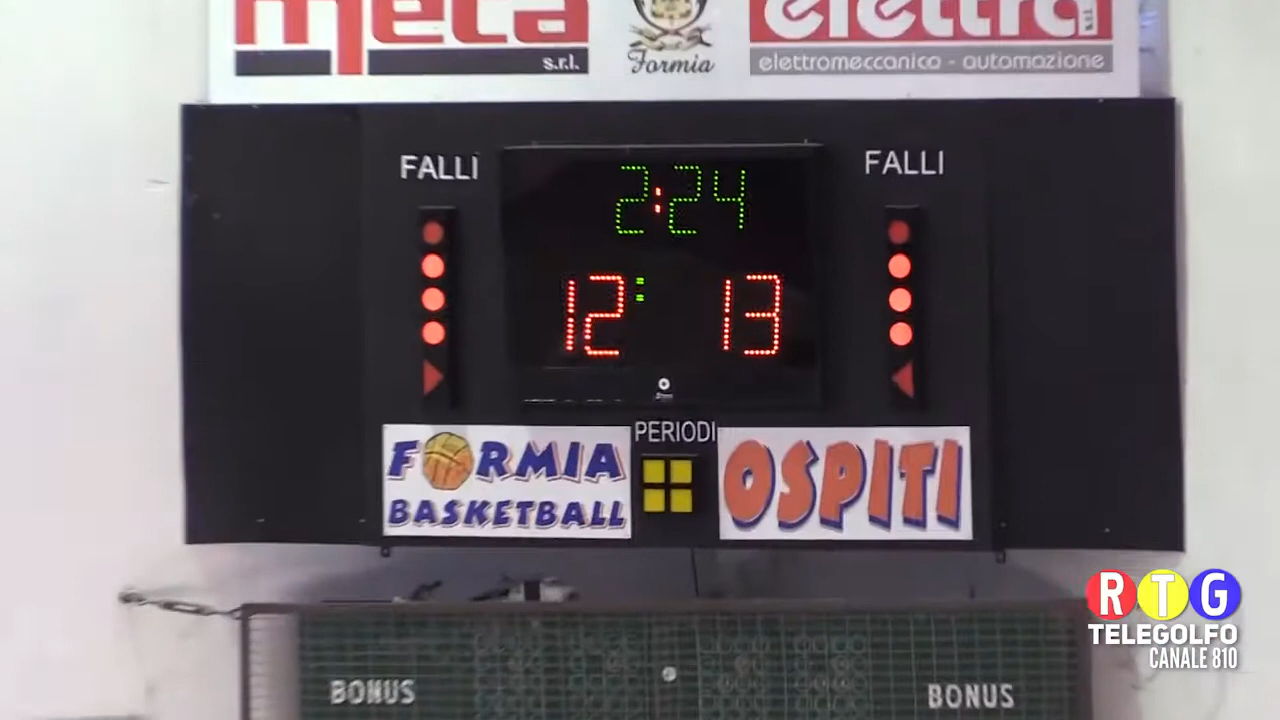 meta
s.r.l.
Formia
elettra
s.r.l.
elettromeccanica - automazione
FALLI
FALLI
2:24
12 : 13
PERIODI
FORMIA
BASKETBALL
OSPITI
BONUS
BONUS
RTG
TELEGOLFO
CANALE 810